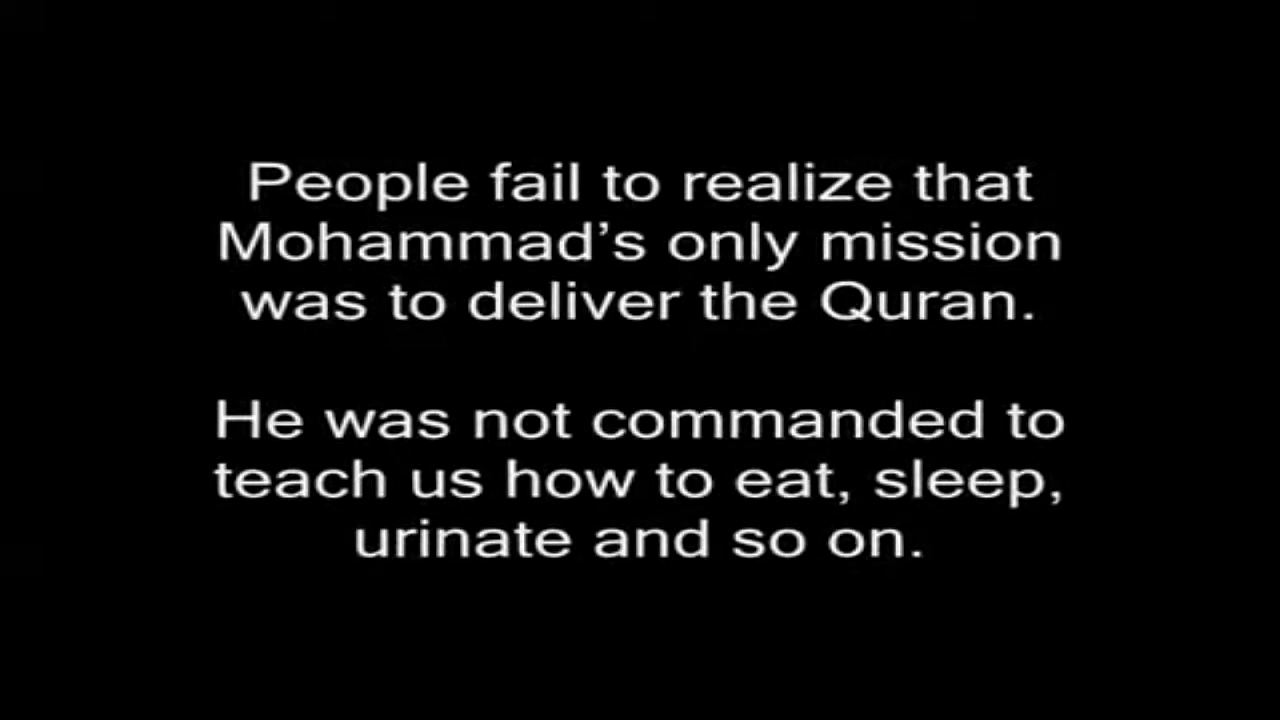 People fail to realize that
Mohammad’s only mission
was to deliver the Quran.
He was not commanded to
teach us how to eat, sleep,
urinate and so on.